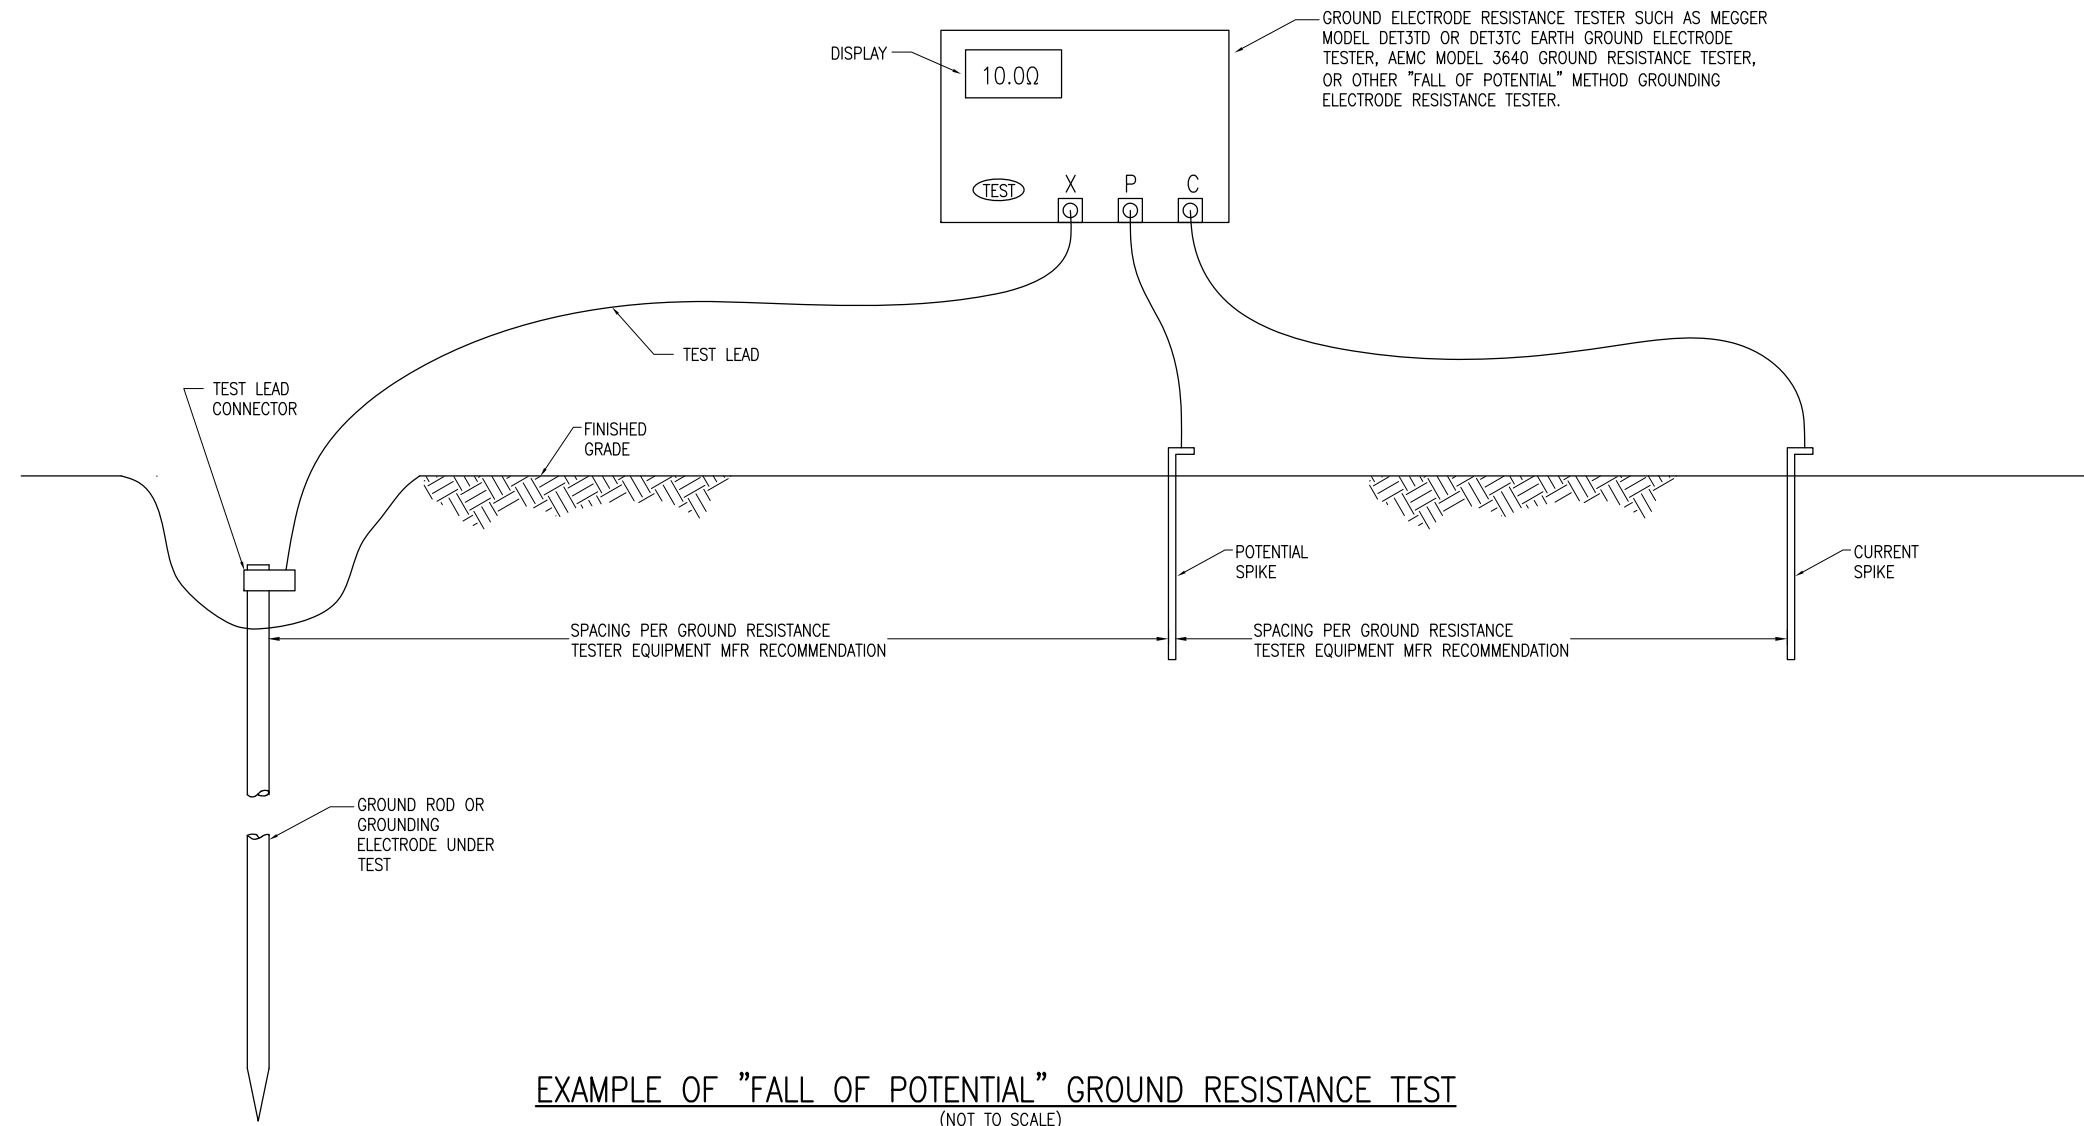 GROUND ELECTRODE RESISTANCE TESTER SUCH AS MEGGER
MODEL DET3TD OR DET3TC EARTH GROUND ELECTRODE
TESTER, AEMC MODEL 3640 GROUND RESISTANCE TESTER,
OR OTHER "FALL OF POTENTIAL" METHOD GROUNDING
ELECTRODE RESISTANCE TESTER.
DISPLAY
10.0Ω
TEST
X
P
C
TEST LEAD
TEST LEAD
CONNECTOR
FINISHED
GRADE
POTENTIAL
SPIKE
CURRENT
SPIKE
SPACING PER GROUND RESISTANCE
TESTER EQUIPMENT MFR RECOMMENDATION
SPACING PER GROUND RESISTANCE
TESTER EQUIPMENT MFR RECOMMENDATION
GROUND ROD OR
GROUNDING
ELECTRODE UNDER
TEST
EXAMPLE OF "FALL OF POTENTIAL" GROUND RESISTANCE TEST
(NOT TO SCALE)